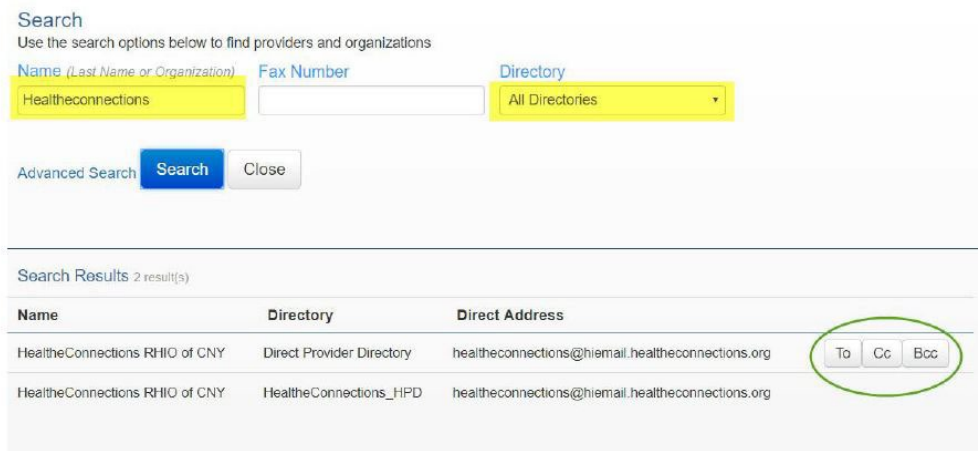 Search
Use the search options below to find providers and organizations
Name (Last Name or Organization) Fax Number Directory
Healtheconnections All Directories
Advanced Search Search Close
Search Results 2 result(s)
Name Directory Direct Address
HealtheConnections RHIO of CNY Direct Provider Directory healtheconnections@hiemail.healtheconnections.org To Cc Bcc
HealtheConnections RHIO of CNY HealtheConnections_HPD healtheconnections@hiemail.healtheconnections.org